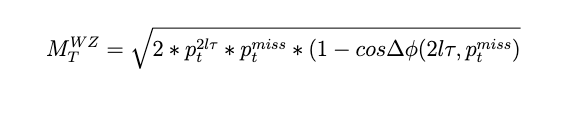 $M_T^{WZ} = \sqrt{2 * p_t^{2l\tau} * p_t^{miss} * (1 - cos\Delta\phi(2l\tau, p_t^{miss})}$